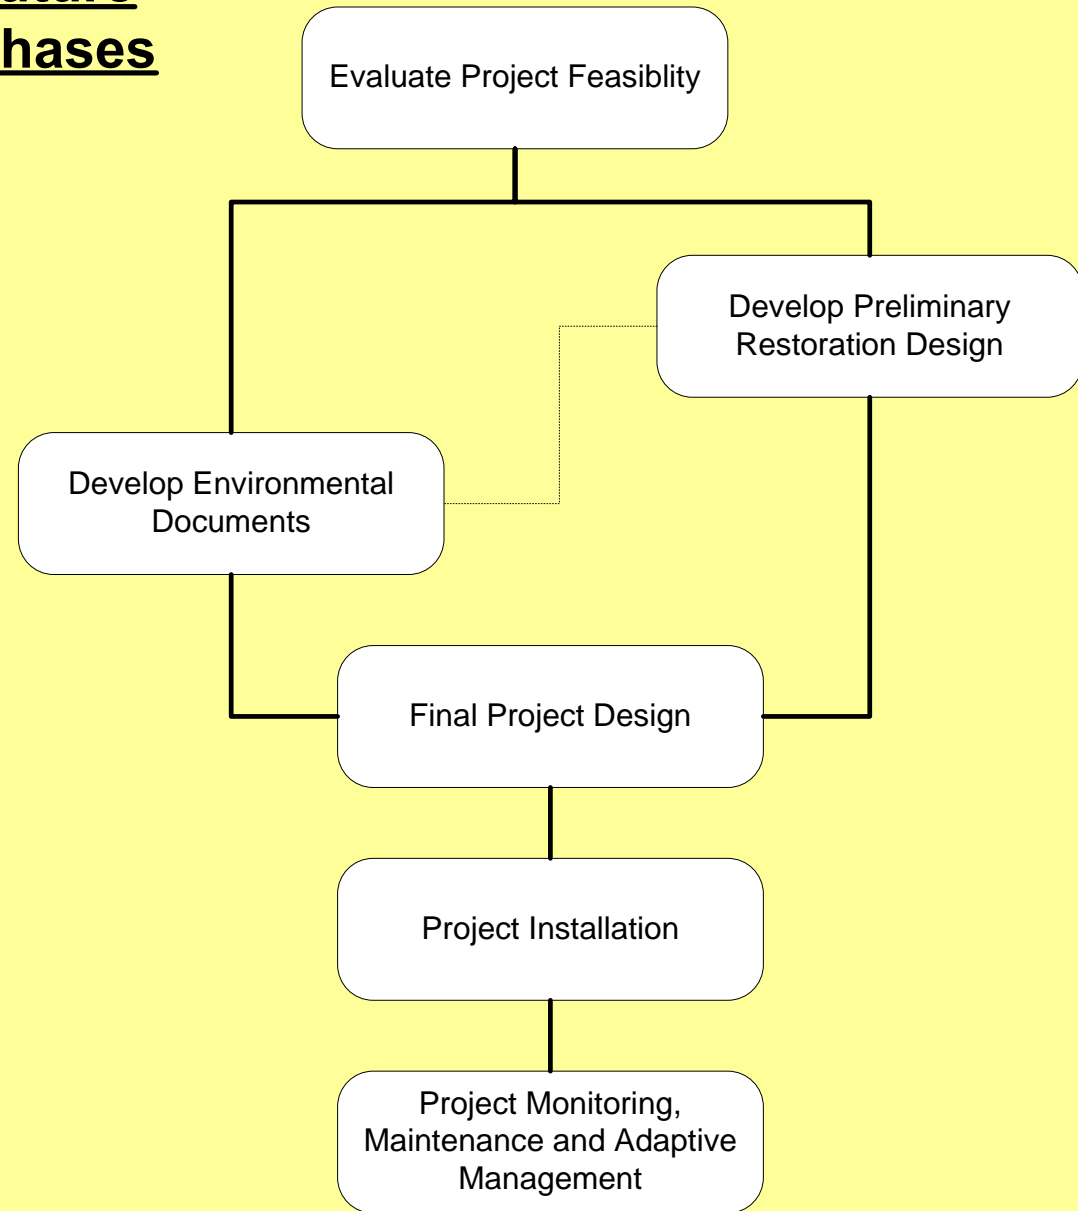 hases
Evaluate Project Feasiblity
Develop Preliminary
Restoration Design
Develop Environmental
Documents
Final Project Design
Project Installation
Project Monitoring,
Maintenance and Adaptive
Management